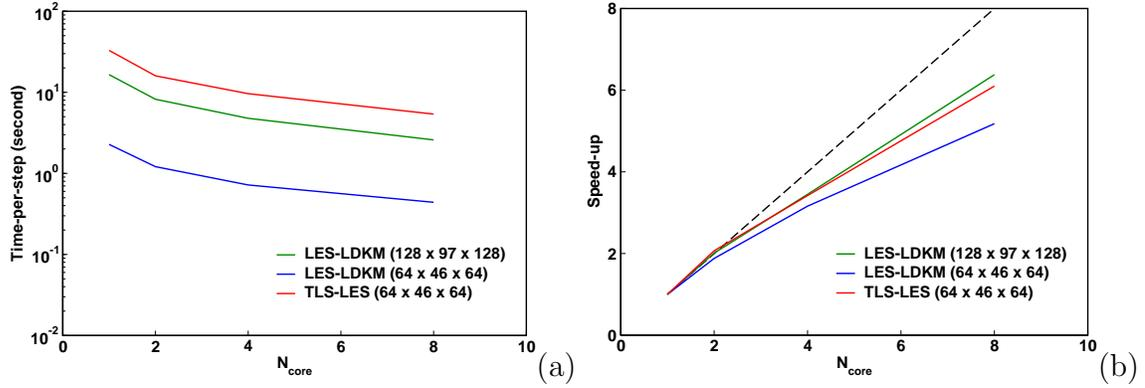 10^2
10^1
10^0
10^-1
10^-2
Time-per-step (second)
LES-LDKM (128 x 97 x 128)
LES-LDKM (64 x 46 x 64)
TLS-LES (64 x 46 x 64)
0 2 4 6 8 10
N_core
(a)
8
6
4
2
0
Speed-up
LES-LDKM (128 x 97 x 128)
LES-LDKM (64 x 46 x 64)
TLS-LES (64 x 46 x 64)
0 2 4 6 8 10
N_core
(b)